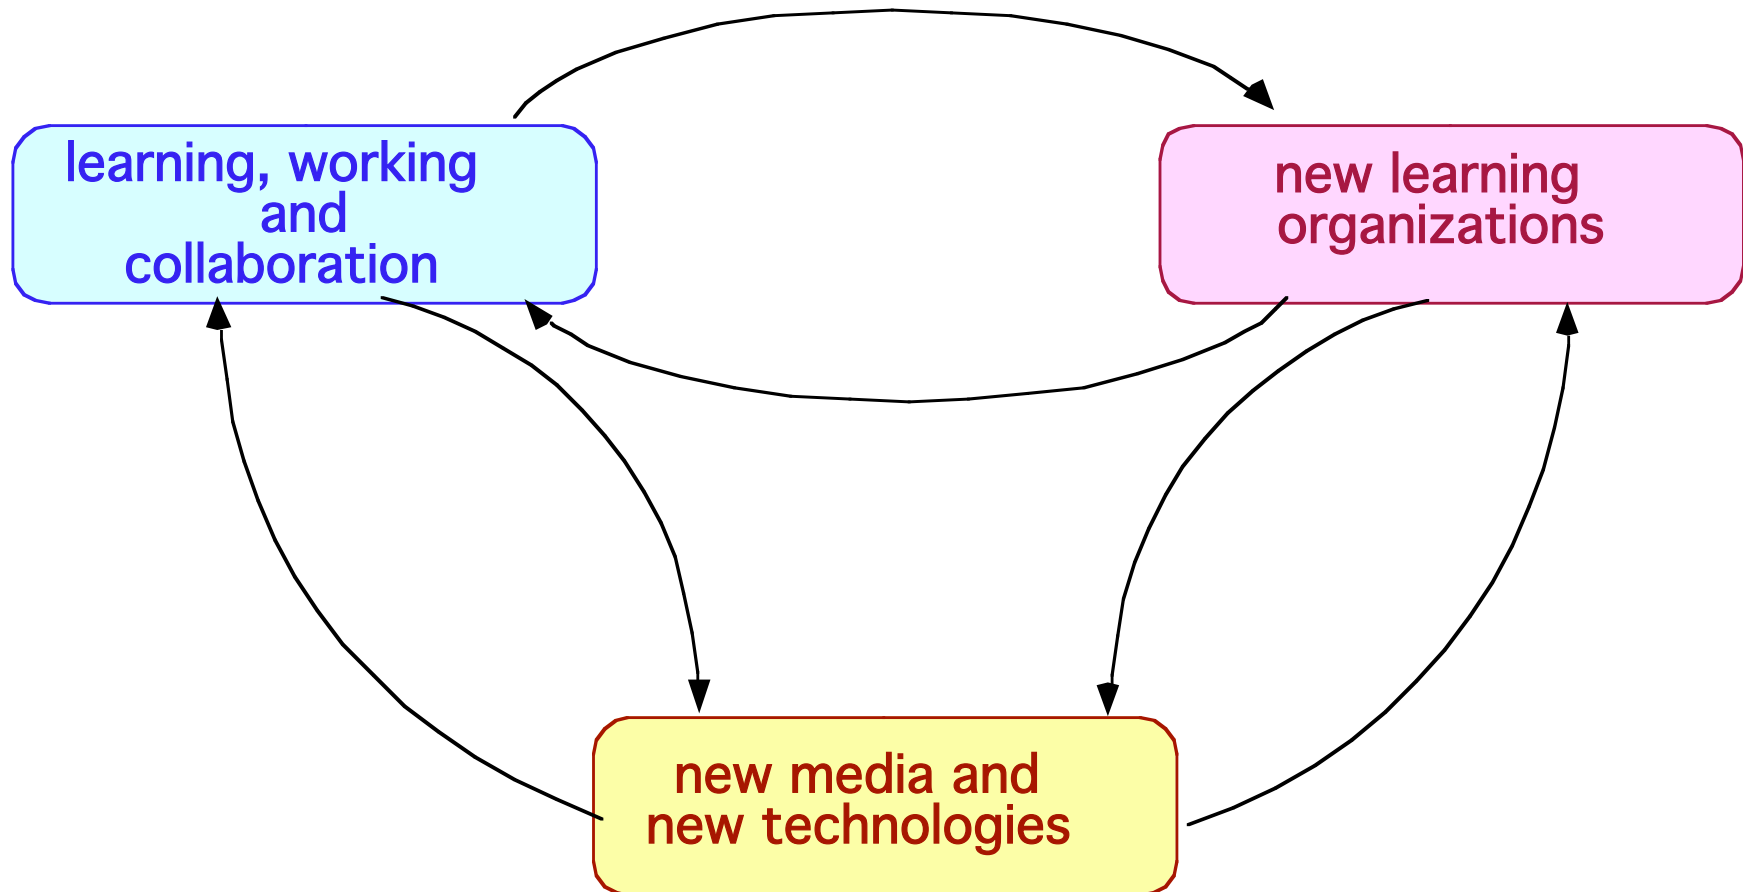 learning, working
and
collaboration
new learning
organizations
new media and
new technologies